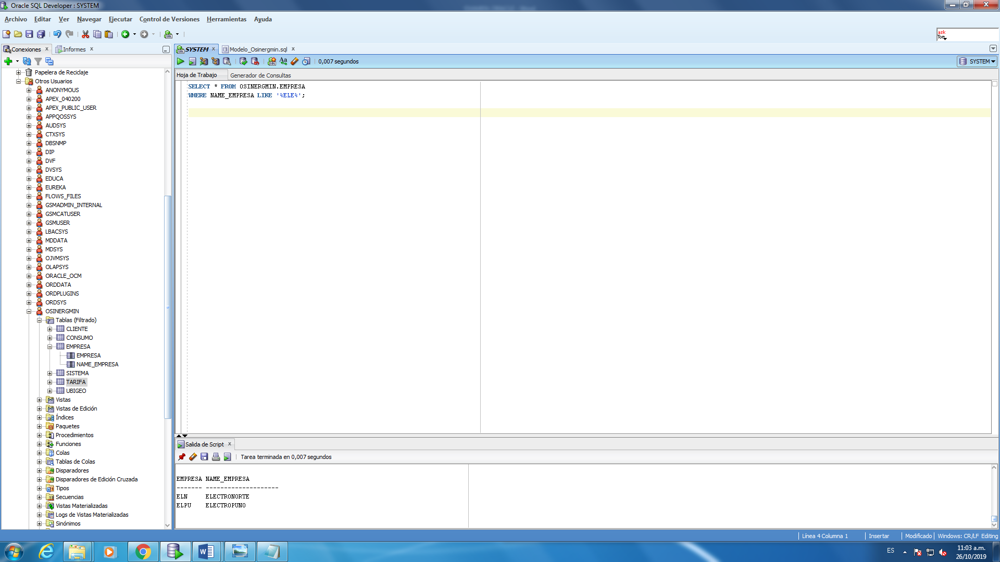 Oracle SQL Developer : SYSTEM
Archivo Editar Ver Navegar Ejecutar Control de Versiones Herramientas Ayuda
ask
Tom
Conexiones x Informes x
SYSTEM x Modelo_Osinergmin.sql x
0,007 segundos
SYSTEM
Hoja de Trabajo Generador de Consultas
SELECT * FROM OSINERGMIN.EMPRESA
WHERE NAME_EMPRESA LIKE '%ELE%';
Papelera de Reciclaje
Otros Usuarios
ANONYMOUS
APEX_040200
APEX_PUBLIC_USER
APPQOSSYS
AUDSYS
CTXSYS
DBSNMP
DIP
DVF
DVSYS
EDUCA
EUREKA
FLOWS_FILES
GSMADMIN_INTERNAL
GSMCATUSER
GSMUSER
LBACSYS
MDDATA
MDSYS
OJVMSYS
OLAPSYS
ORACLE_OCM
ORDDATA
ORDPLUGINS
ORDSYS
OSINERGMIN
Tablas (Filtrado)
CLIENTE
CONSUMO
EMPRESA
EMPRESA
NAME_EMPRESA
SISTEMA
TARIFA
UBIGEO
Vistas
Vistas de Edición
Índices
Paquetes
Procedimientos
Funciones
Colas
Tablas de Colas
Disparadores
Disparadores de Edición Cruzada
Tipos
Secuencias
Vistas Materializadas
Logs de Vistas Materializadas
Sinónimos
Salida de Script x
Tarea terminada en 0,007 segundos
EMPRESA NAME_EMPRESA
------- --------------------
ELN ELECTRONORTE
ELPU ELECTROPUNO
Línea 4 Columna 1 Insertar Modificado Windows: CR/LF Editing
ES
11:03 a.m.
26/10/2019